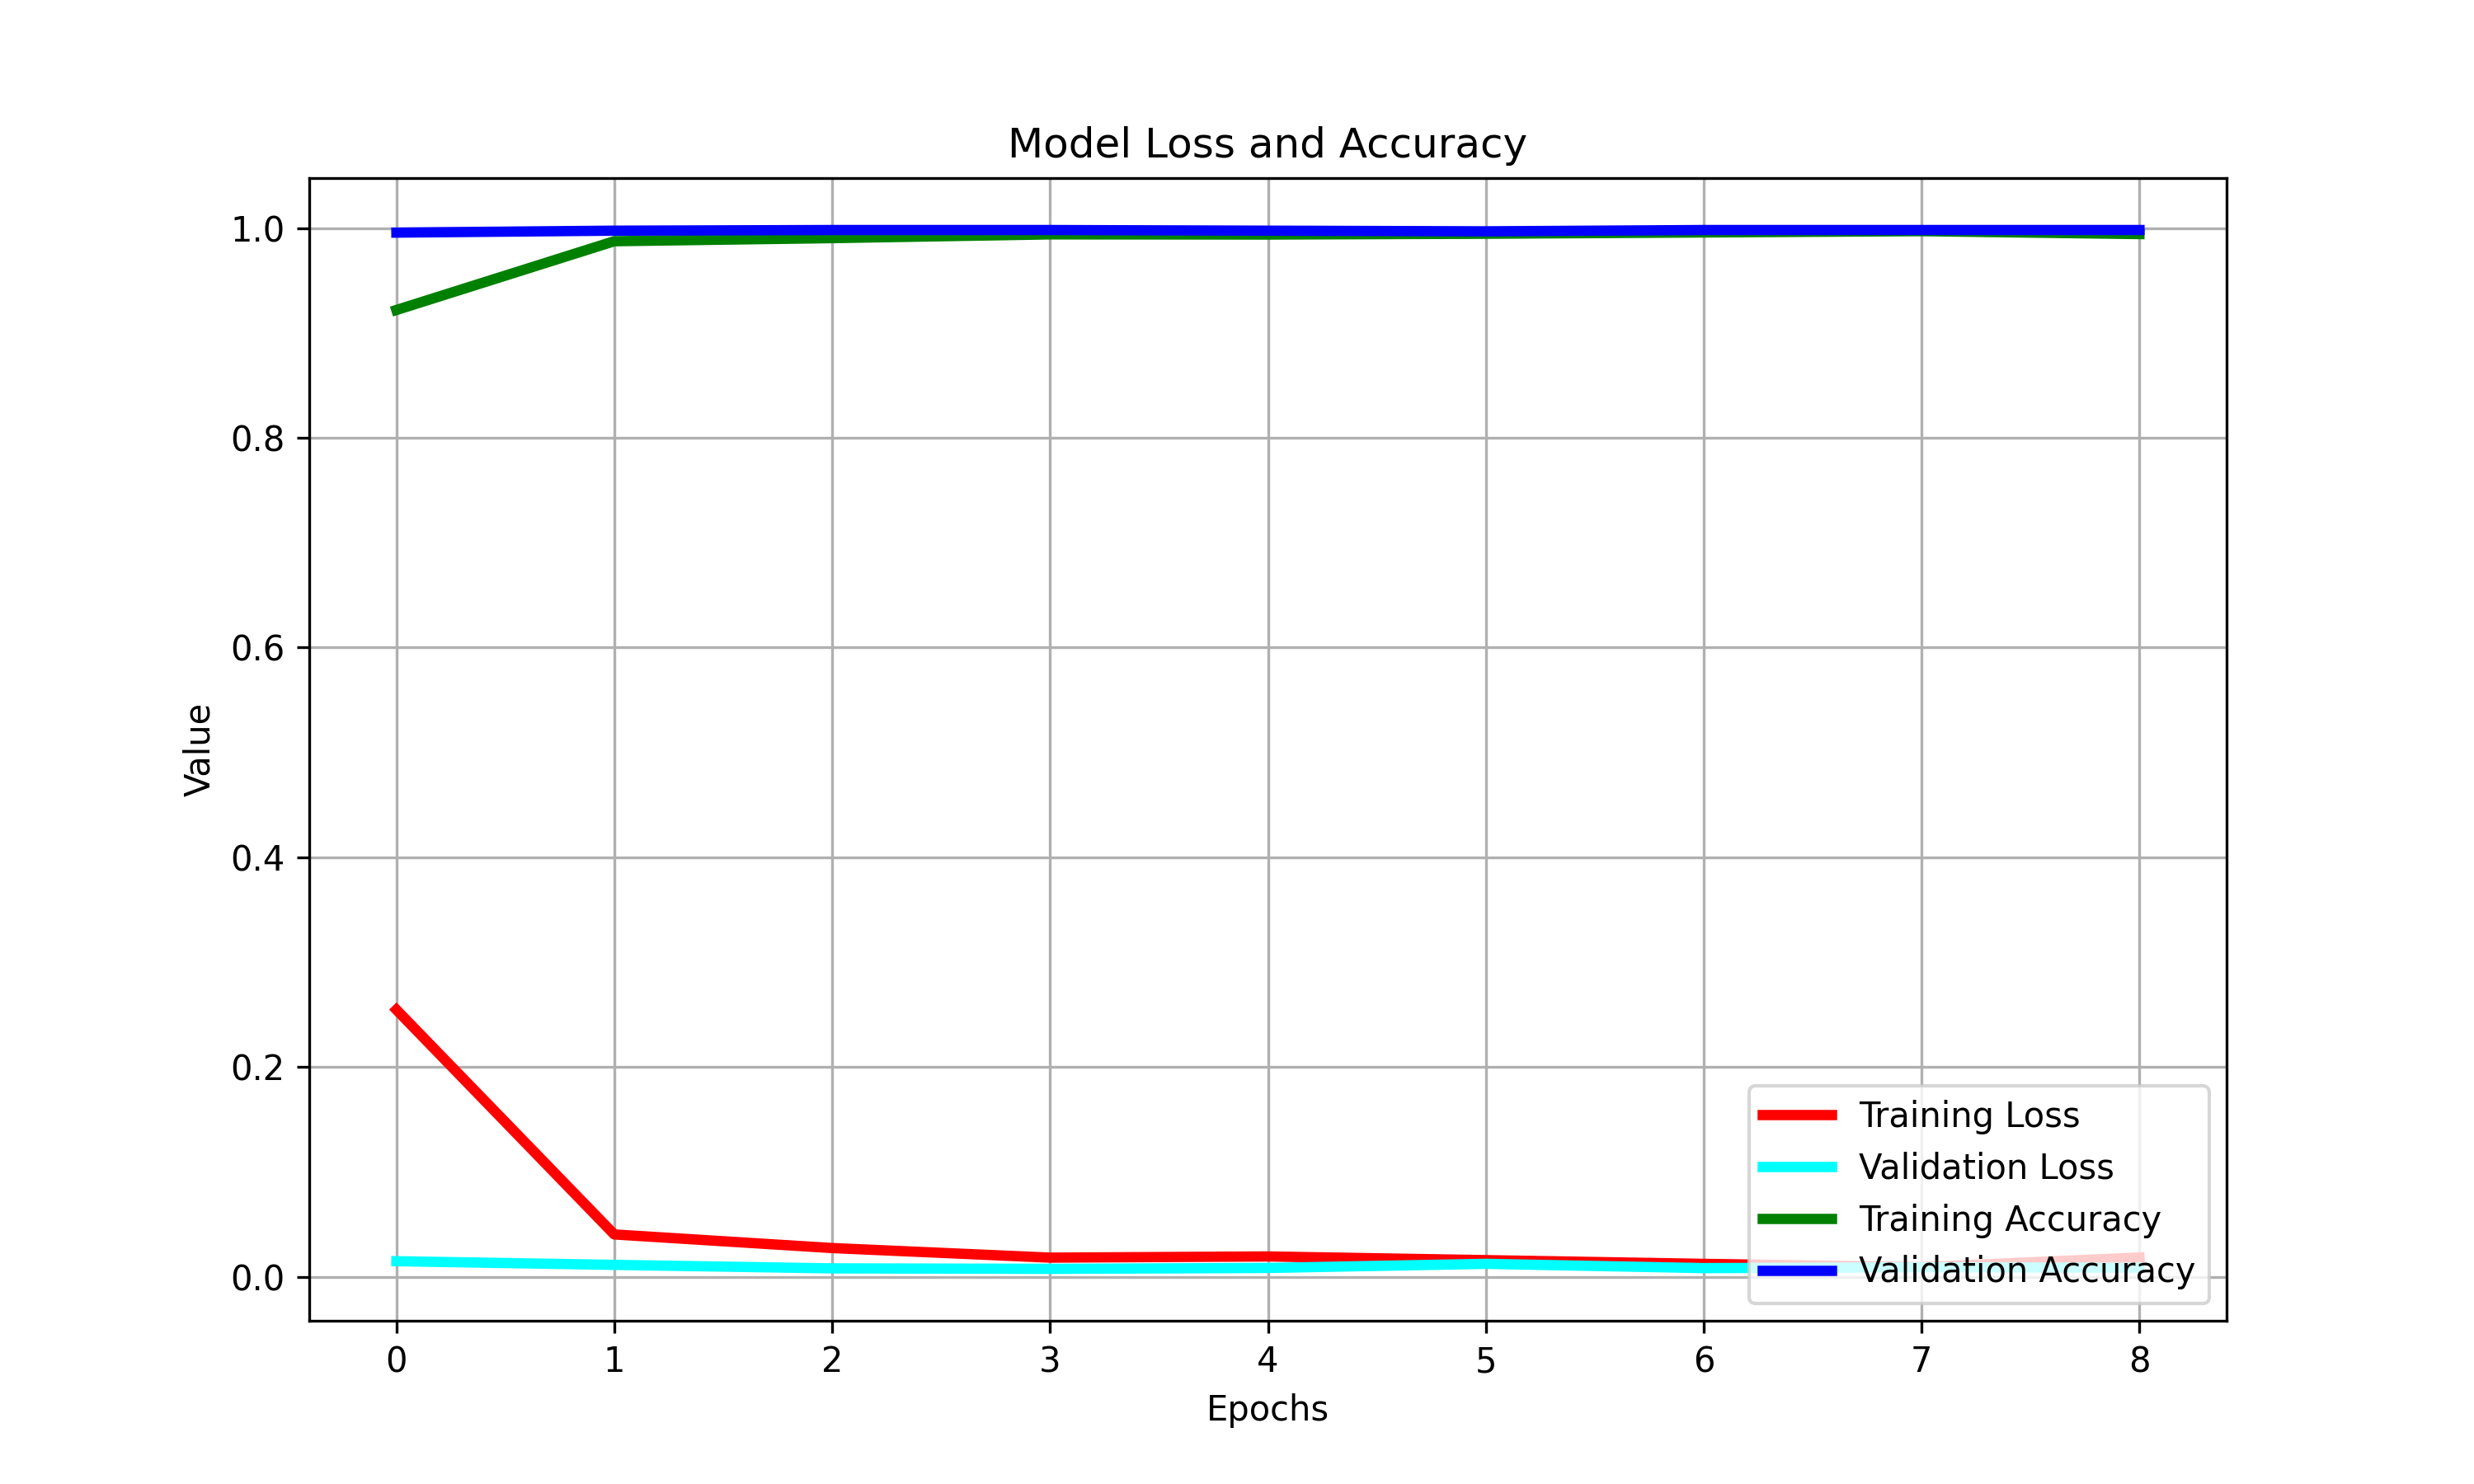 Model Loss and Accuracy
1.0
0.8
0.6
0.4
0.2
0.0
Value
Training Loss
Validation Loss
Training Accuracy
Validation Accuracy
0 1 2 3 4 5 6 7 8
Epochs